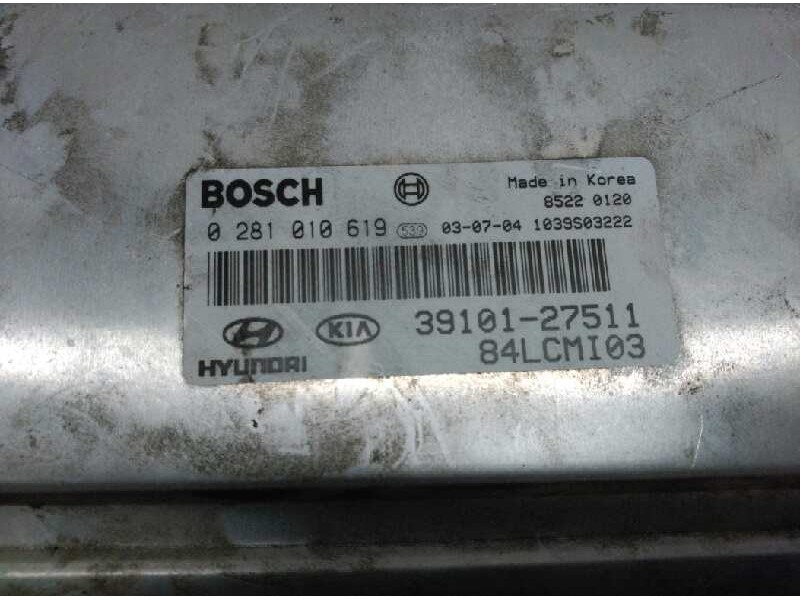 BOSCH
Made in Korea
8522 0120
0 281 010 619 530 03-07-04 1039S03222
HYUNDAI
KIA
39101-27511
84LCMI03